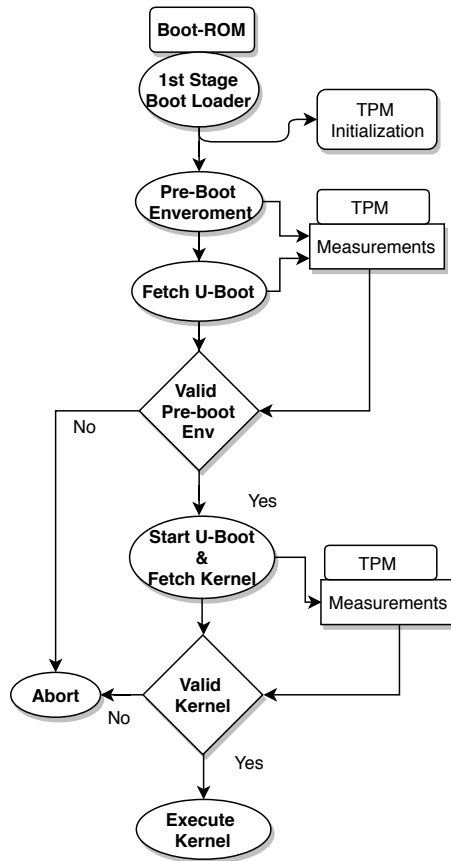 Boot-ROM
1st Stage
Boot Loader
TPM
Initialization
Pre-Boot
Enveroment
TPM
Measurements
Fetch U-Boot
Valid
Pre-boot
Env
No
Yes
Start U-Boot
&
Fetch Kernel
TPM
Measurements
Valid
Kernel
Abort
No
Yes
Execute
Kernel